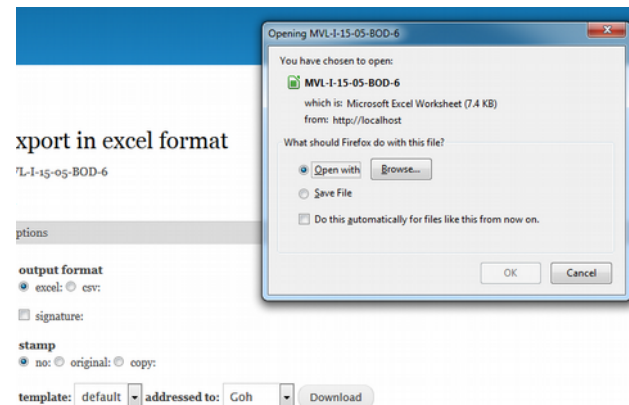 Opening MVL-I-15-05-BOD-6
You have chosen to open:
MVL-I-15-05-BOD-6
which is: Microsoft Excel Worksheet (7.4 KB)
from: http://localhost
What should Firefox do with this file?
Open with Browse...
Save File
Do this automatically for files like this from now on.
OK Cancel
xport in excel format
VL-I-15-05-BOD-6
ptions
output format
excel: csv:
signature:
stamp
no: original: copy:
template: default addressed to: Goh Download